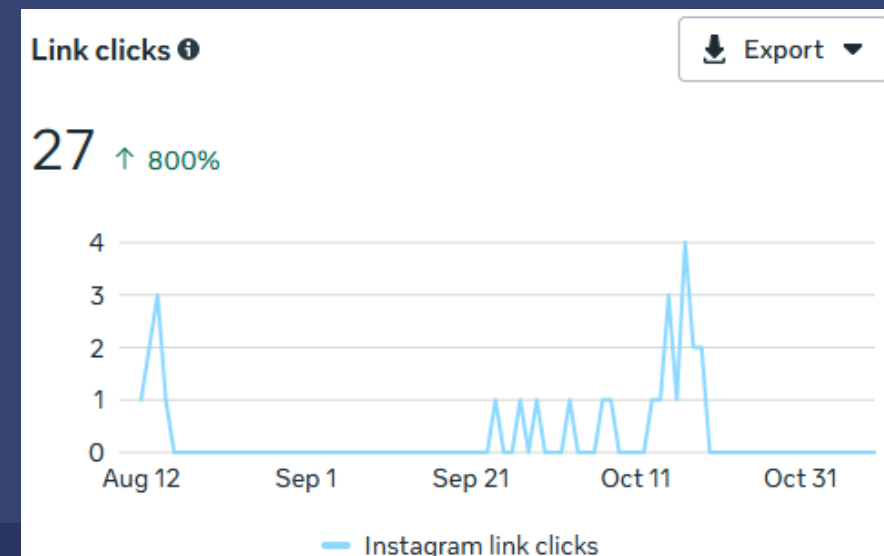 Link clicks
Export
27 ↑ 800%
4
3
2
1
0
Aug 12 Sep 1 Sep 21 Oct 11 Oct 31
Instagram link clicks